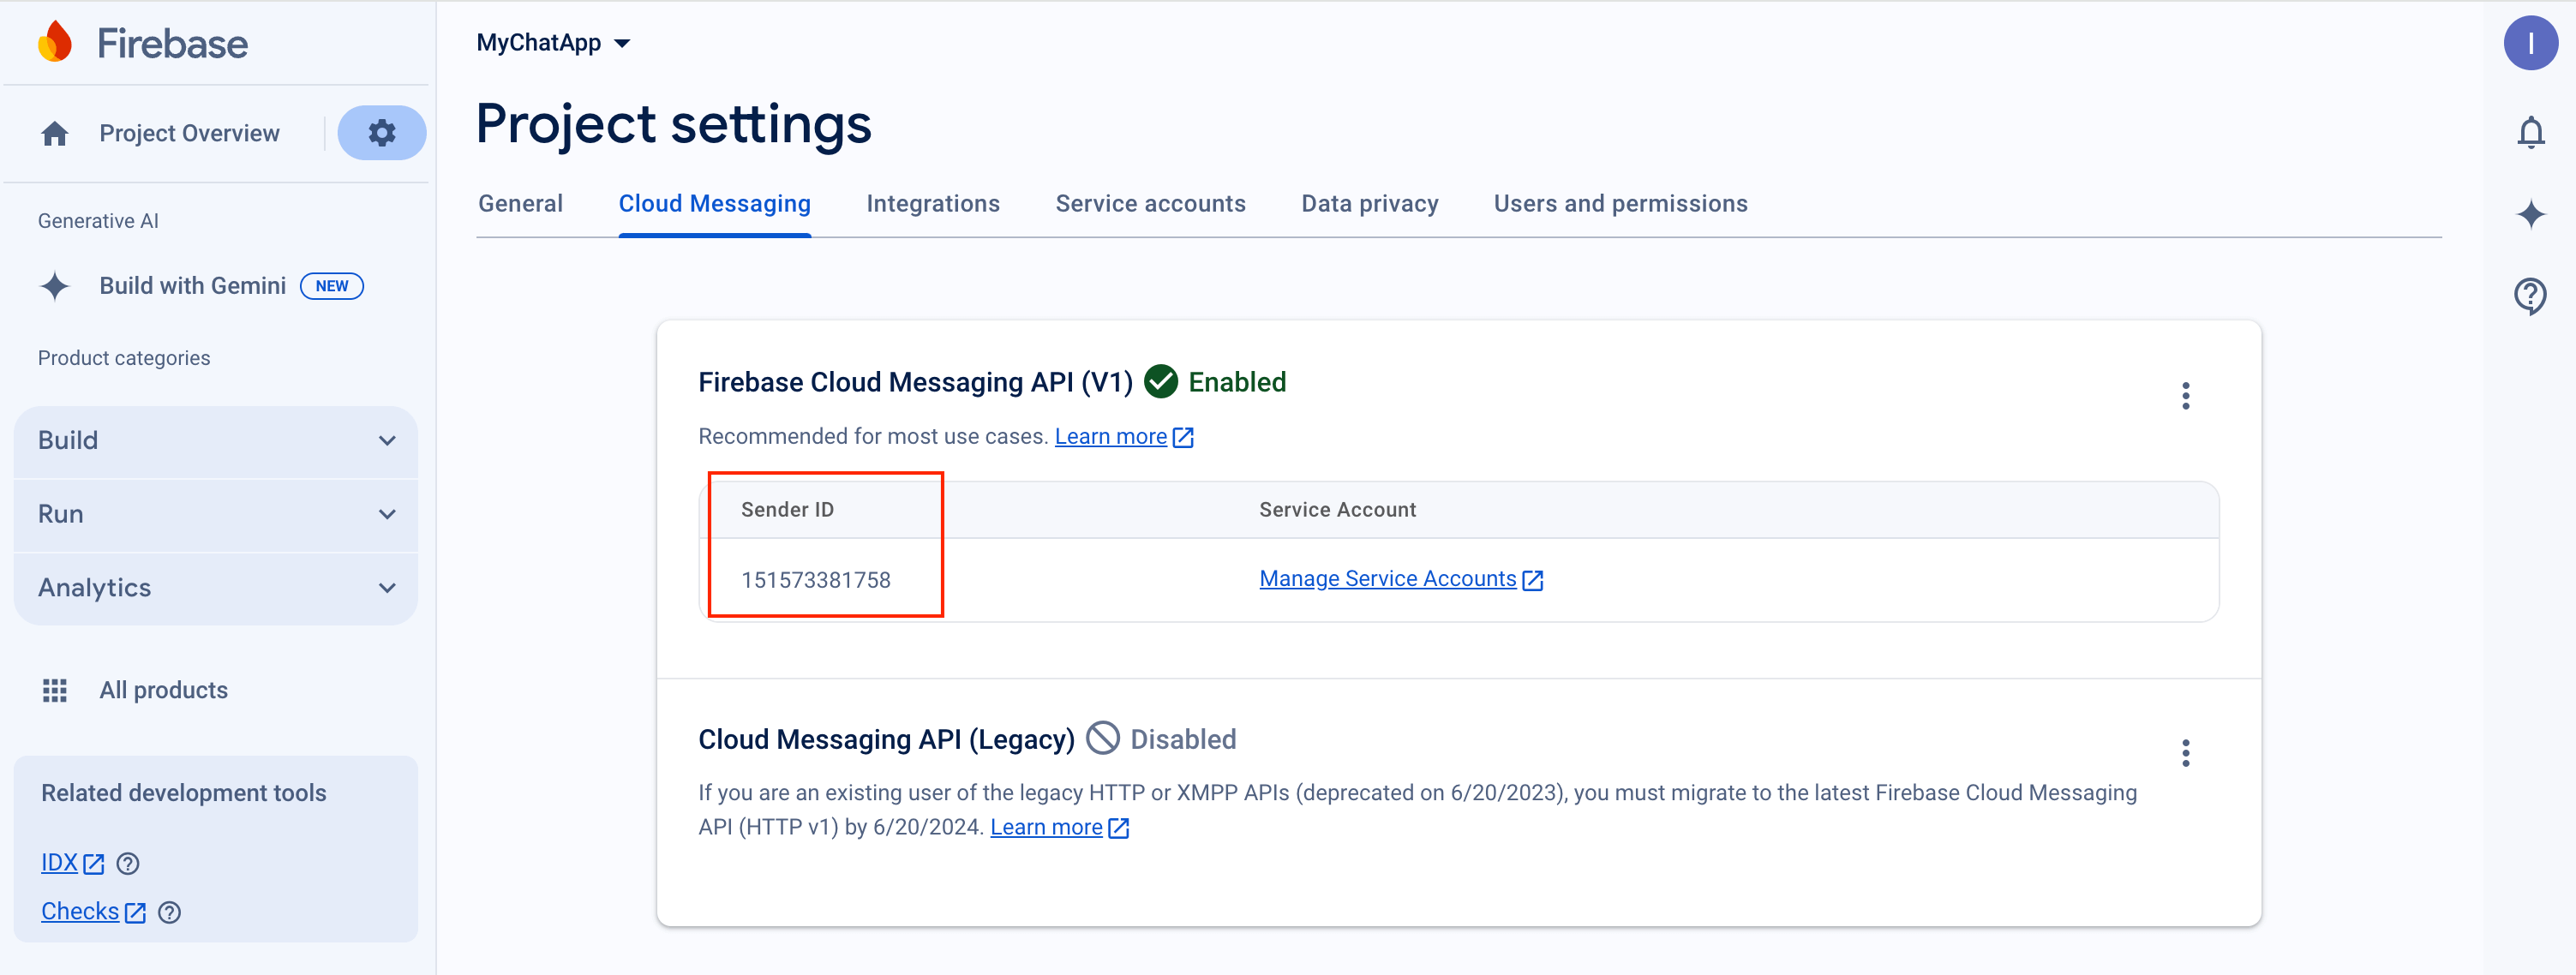 Firebase
Project Overview
Generative AI
Build with Gemini NEW
Product categories
Build
Run
Analytics
All products
Related development tools
IDX
Checks
MyChatApp
Project settings
General Cloud Messaging Integrations Service accounts Data privacy Users and permissions
Firebase Cloud Messaging API (V1) Enabled
Recommended for most use cases. Learn more
Sender ID Service Account
151573381758 Manage Service Accounts
Cloud Messaging API (Legacy) Disabled
If you are an existing user of the legacy HTTP or XMPP APIs (deprecated on 6/20/2023), you must migrate to the latest Firebase Cloud Messaging
API (HTTP v1) by 6/20/2024. Learn more
I